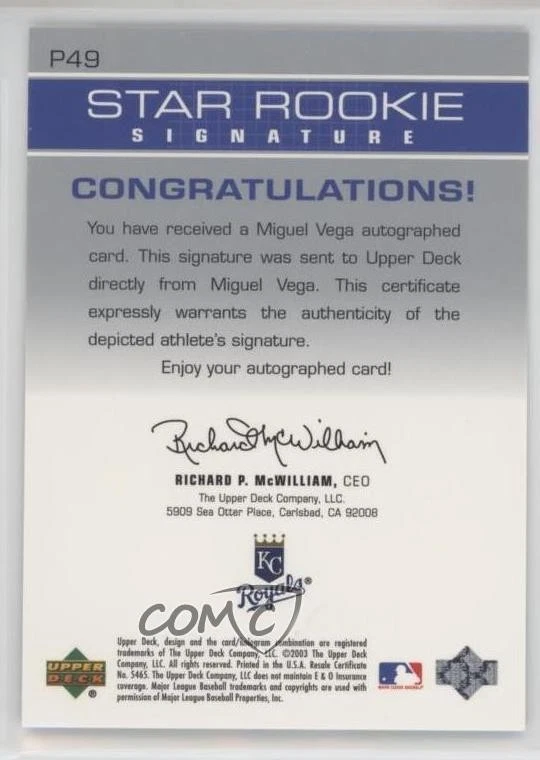 P49
STAR ROOKIE
SIGNATURE
CONGRATULATIONS!
You have received a Miguel Vega autographed
card. This signature was sent to Upper Deck
directly from Miguel Vega. This certificate
expressly warrants the authenticity of the
depicted athlete's signature.
Enjoy your autographed card!
Richard McWilliam
RICHARD P. McWILLIAM, CEO
The Upper Deck Company, LLC.
5909 Sea Otter Place, Carlsbad, CA 92008
KC
Royals®
COMC
Upper Deck, design and the card/hologram combination are registered
trademarks of The Upper Deck Company, LLC. ©2003 The Upper Deck
Company, LLC. All rights reserved. Printed in the U.S.A. Resale Certificate
No. 5465. The Upper Deck Company, LLC does not maintain E & O Insurance
coverage. Major League Baseball trademarks and copyrights are used with
permission of Major League Baseball Properties, Inc.
UPPER
DECK®